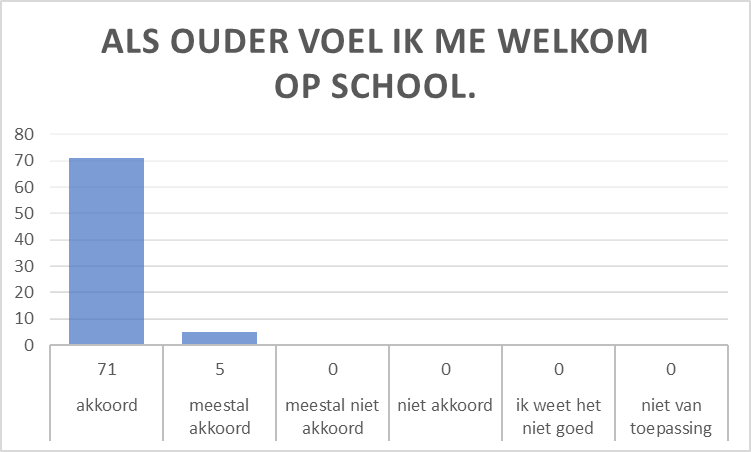 ALS OUDER VOEL IK ME WELKOM
OP SCHOOL.
80
70
60
50
40
30
20
10
0
71 5 0 0 0 0
akkoord meestal meestal niet niet akkoord ik weet het niet van
akkoord akkoord niet goed toepassing